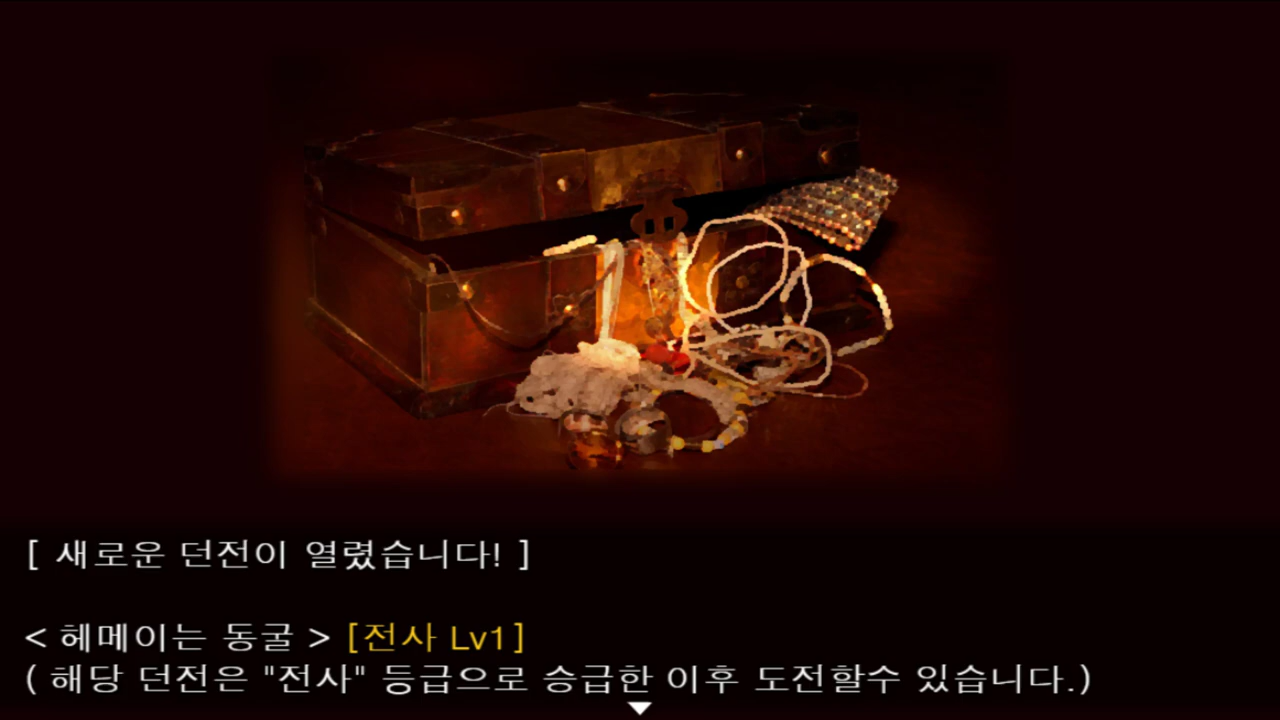 [ 새로운 던전이 열렸습니다! ]
< 헤메이는 동굴 > [전사 Lv1]
( 해당 던전은 "전사" 등급으로 승급한 이후 도전할수 있습니다.)